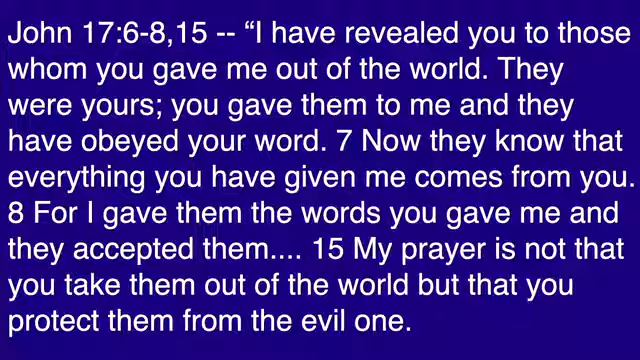 John 17:6-8,15 -- “I have revealed you to those
whom you gave me out of the world. They
were yours; you gave them to me and they
have obeyed your word. 7 Now they know that
everything you have given me comes from you.
8 For I gave them the words you gave me and
they accepted them.... 15 My prayer is not that
you take them out of the world but that you
protect them from the evil one.